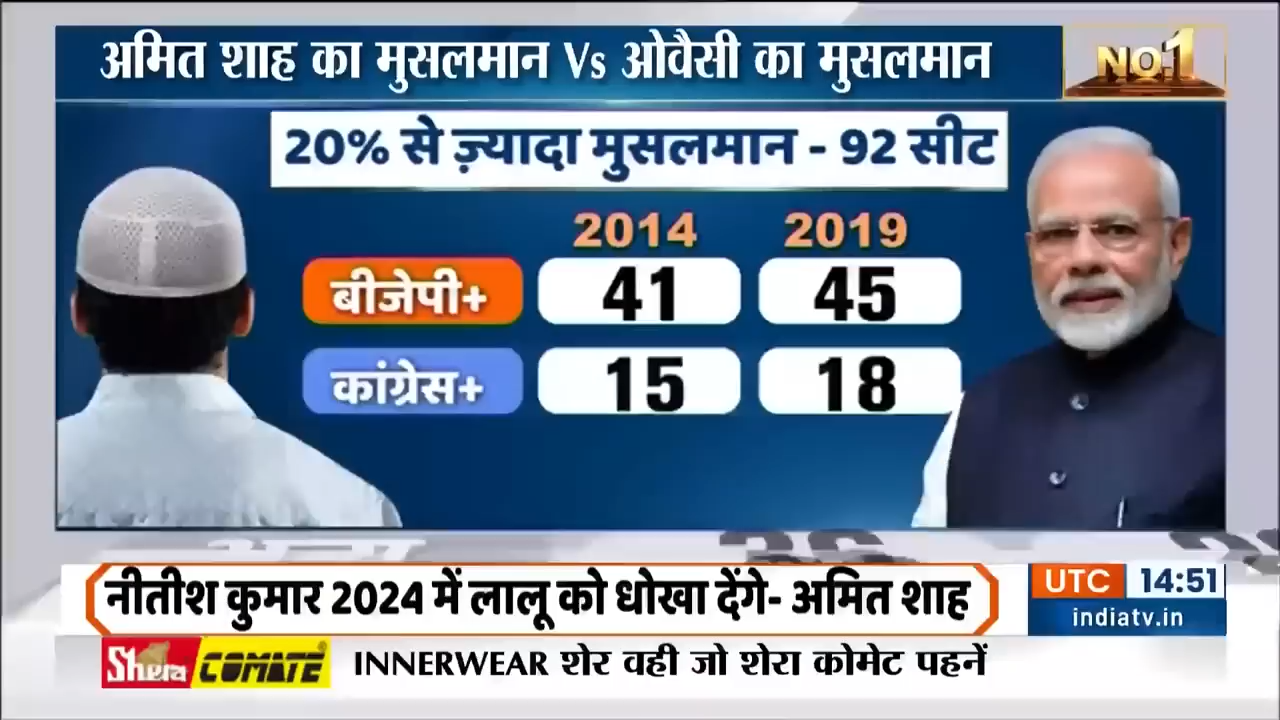 अमित शाह का मुसलमान Vs ओवैसी का मुसलमान
NO.1
20% से ज़्यादा मुसलमान - 92 सीट
2014 2019
बीजेपी+ 41 45
कांग्रेस+ 15 18
नीतीश कुमार 2024 में लालू को धोखा देंगे- अमित शाह
UTC 14:51
indiatv.in
Shera COMATE INNERWEAR शेर वही जो शेरा कोमेट पहनें